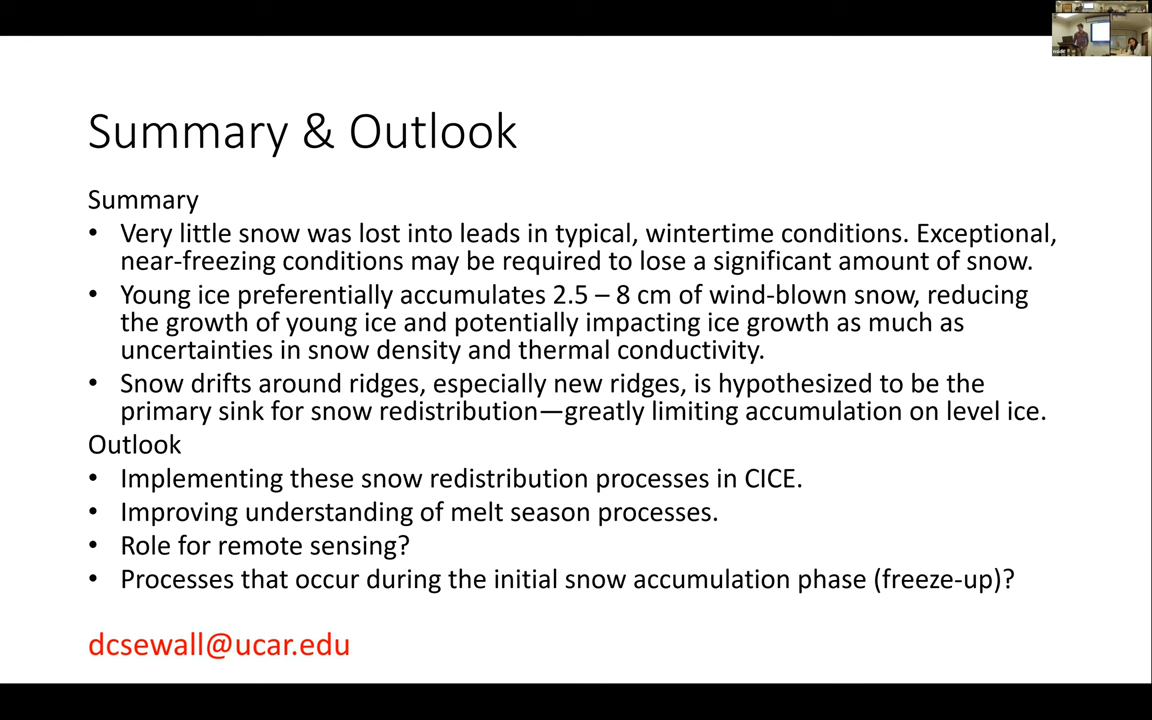 Summary & Outlook
Summary
• Very little snow was lost into leads in typical, wintertime conditions. Exceptional,
near-freezing conditions may be required to lose a significant amount of snow.
• Young ice preferentially accumulates 2.5 – 8 cm of wind-blown snow, reducing
the growth of young ice and potentially impacting ice growth as much as
uncertainties in snow density and thermal conductivity.
• Snow drifts around ridges, especially new ridges, is hypothesized to be the
primary sink for snow redistribution—greatly limiting accumulation on level ice.
Outlook
• Implementing these snow redistribution processes in CICE.
• Improving understanding of melt season processes.
• Role for remote sensing?
• Processes that occur during the initial snow accumulation phase (freeze-up)?
dcsewall@ucar.edu